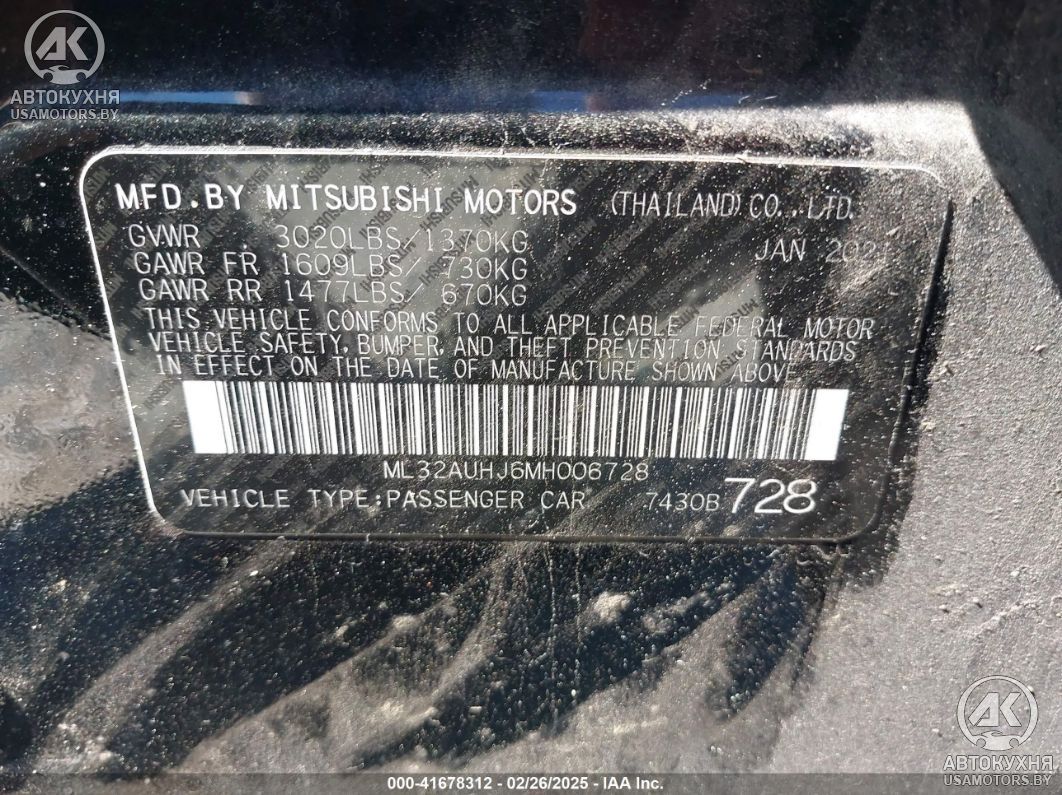 AK
АВТОКУХНЯ
USAMOTORS.BY
MFD.BY MITSUBISHI MOTORS (THAILAND)CO.,LTD.
GVWR : 3020LBS/1370KG JAN
GAWR FR 1609LBS/ 730KG
GAWR RR 1477LBS/ 670KG
THIS VEHICLE CONFORMS TO ALL APPLICABLE FEDERAL MOTOR
VEHICLE SAFETY, BUMPER, AND THEFT PREVENTION STANDARDS
IN EFFECT ON THE DATE OF MANUFACTURE SHOWN ABOVE.
ML32AUHJ6MH006728
VEHICLE TYPE:PASSENGER CAR 7430B 728
AK
АВТОКУХНЯ
USAMOTORS.BY
000-41678312 - 02/26/2025 - IAA Inc.